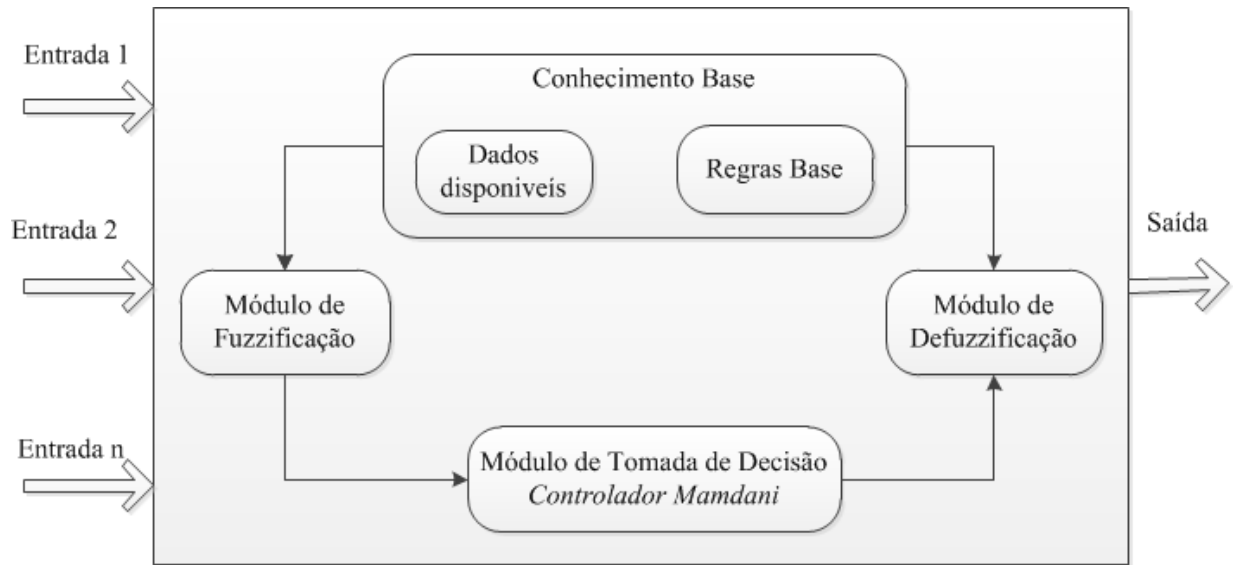 Entrada 1
Conhecimento Base
Dados
disponiveís
Regras Base
Entrada 2
Saída
Módulo de
Fuzzificação
Módulo de
Defuzzificação
Entrada n
Módulo de Tomada de Decisão
Controlador Mamdani